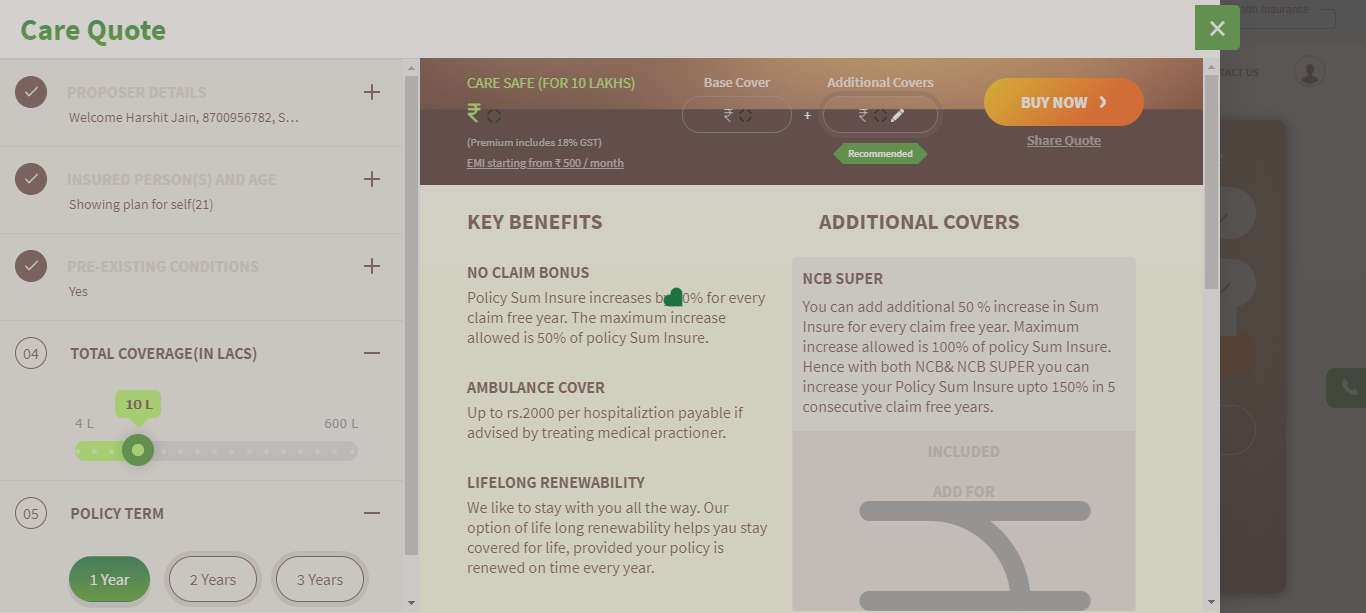 Care Quote
alth Insurance
PROPOSER DETAILS
Welcome Harshit Jain, 8700956782, S...
INSURED PERSON(S) AND AGE
Showing plan for self(21)
PRE-EXISTING CONDITIONS
Yes
04 TOTAL COVERAGE(IN LACS)
10 L
4 L 600 L
05 POLICY TERM
1 Year 2 Years 3 Years
CARE SAFE (FOR 10 LAKHS)
₹
(Premium includes 18% GST)
EMI starting from ₹ 500 / month
Base Cover
₹
+
Additional Covers
₹
Recommended
BUY NOW
Share Quote
TACT US
KEY BENEFITS
NO CLAIM BONUS
Policy Sum Insure increases 0% for every
claim free year. The maximum increase
allowed is 50% of policy Sum Insure.
AMBULANCE COVER
Up to rs.2000 per hospitaliztion payable if
advised by treating medical practioner.
LIFELONG RENEWABILITY
We like to stay with you all the way. Our
option of life long renewability helps you stay
covered for life, provided your policy is
renewed on time every year.
ADDITIONAL COVERS
NCB SUPER
You can add additional 50 % increase in Sum
Insure for every claim free year. Maximum
increase allowed is 100% of policy Sum Insure.
Hence with both NCB& NCB SUPER you can
increase your Policy Sum Insure upto 150% in 5
consecutive claim free years.
INCLUDED
ADD FOR